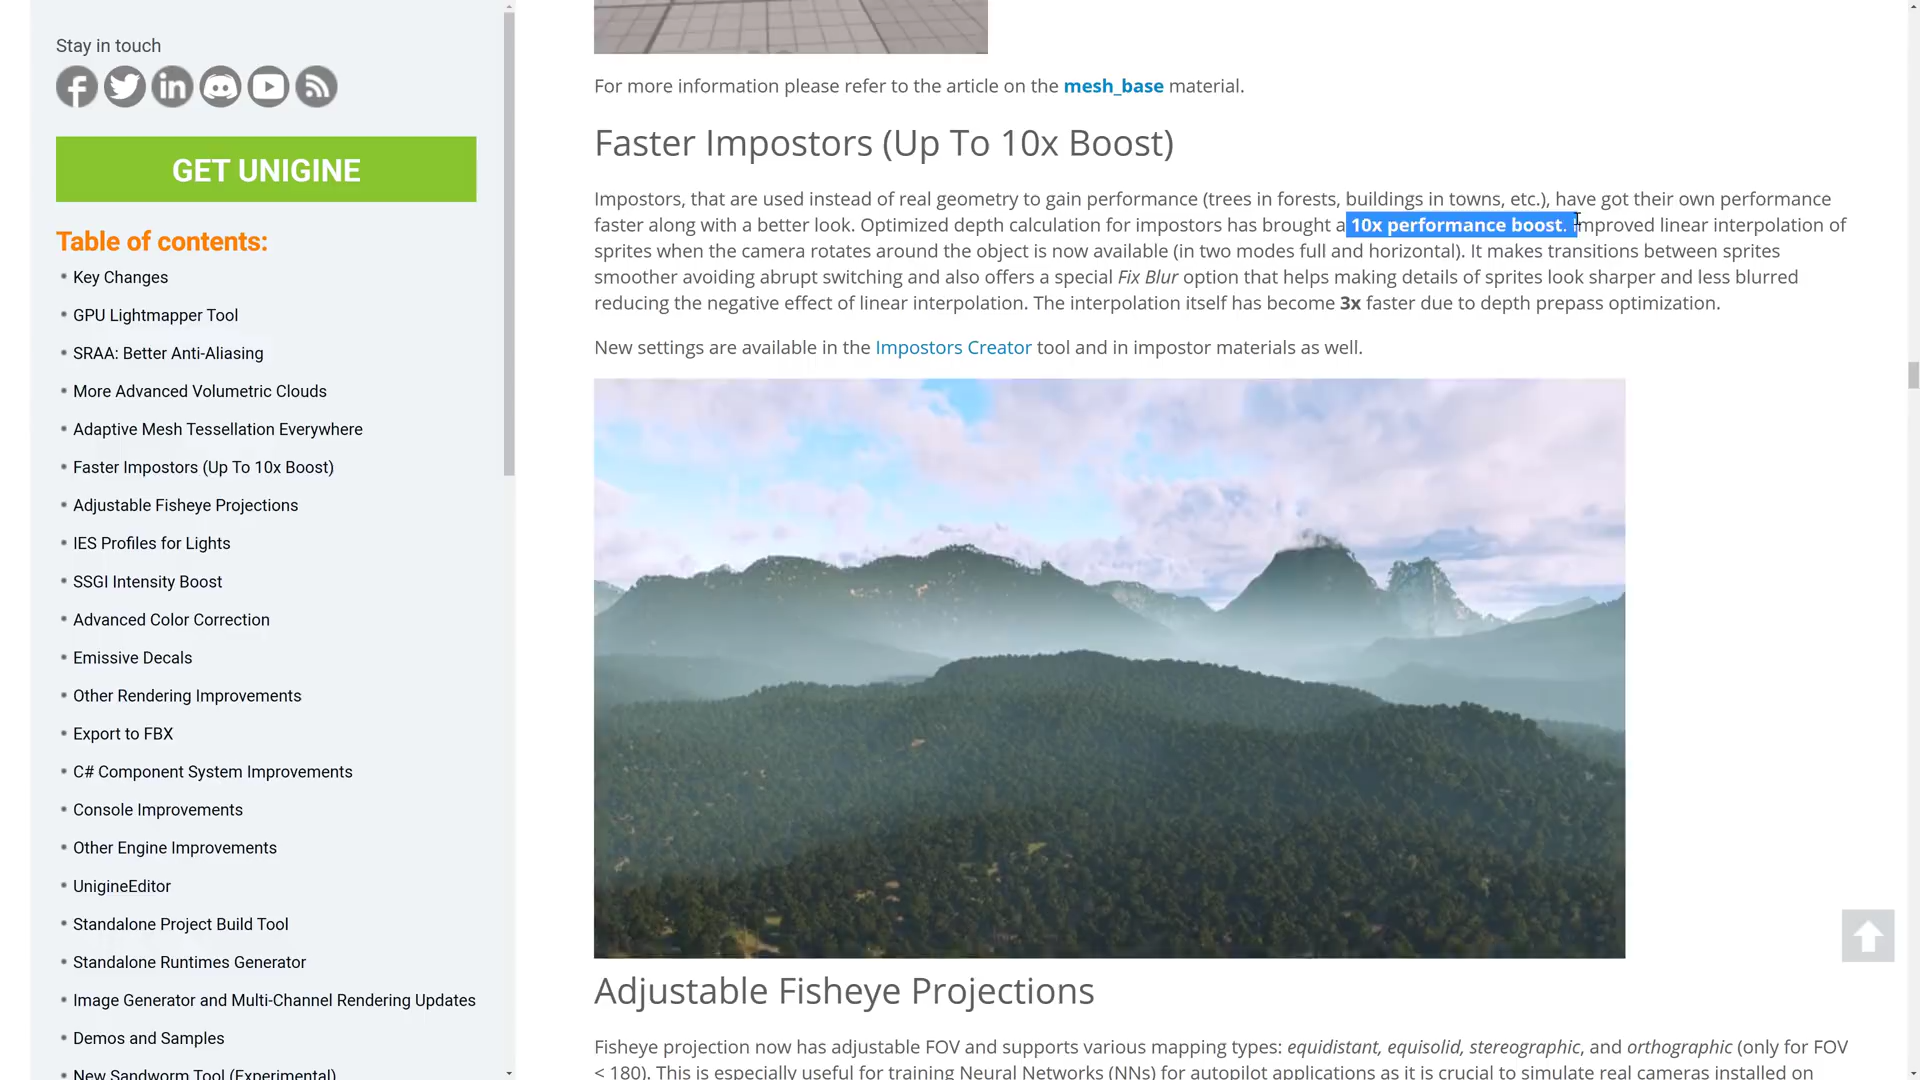 Stay in touch
GET UNIGINE
Table of contents:
Key Changes
GPU Lightmapper Tool
SRAA: Better Anti-Aliasing
More Advanced Volumetric Clouds
Adaptive Mesh Tessellation Everywhere
Faster Impostors (Up To 10x Boost)
Adjustable Fisheye Projections
IES Profiles for Lights
SSGI Intensity Boost
Advanced Color Correction
Emissive Decals
Other Rendering Improvements
Export to FBX
C# Component System Improvements
Console Improvements
Other Engine Improvements
UnigineEditor
Standalone Project Build Tool
Standalone Runtimes Generator
Image Generator and Multi-Channel Rendering Updates
Demos and Samples
New Sandworm Tool (Experimental)
For more information please refer to the article on the mesh_base material.
Faster Impostors (Up To 10x Boost)
Impostors, that are used instead of real geometry to gain performance (trees in forests, buildings in towns, etc.), have got their own performance
faster along with a better look. Optimized depth calculation for impostors has brought a 10x performance boost. Improved linear interpolation of
sprites when the camera rotates around the object is now available (in two modes full and horizontal). It makes transitions between sprites
smoother avoiding abrupt switching and also offers a special Fix Blur option that helps making details of sprites look sharper and less blurred
reducing the negative effect of linear interpolation. The interpolation itself has become 3x faster due to depth prepass optimization.
New settings are available in the Impostors Creator tool and in impostor materials as well.
Adjustable Fisheye Projections
Fisheye projection now has adjustable FOV and supports various mapping types: equidistant, equisolid, stereographic, and orthographic (only for FOV
< 180). This is especially useful for training Neural Networks (NNs) for autopilot applications as it is crucial to simulate real cameras installed on